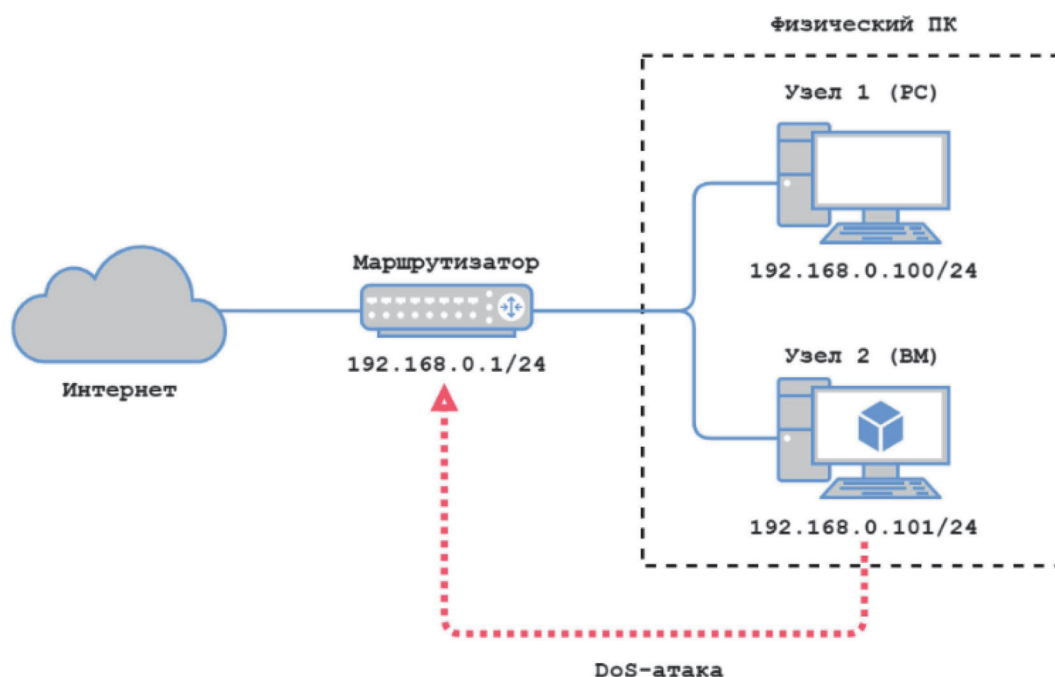 Физический ПК
Узел 1 (PC)
192.168.0.100/24
Маршрутизатор
192.168.0.1/24
Интернет
Узел 2 (ВМ)
192.168.0.101/24
DoS-атака